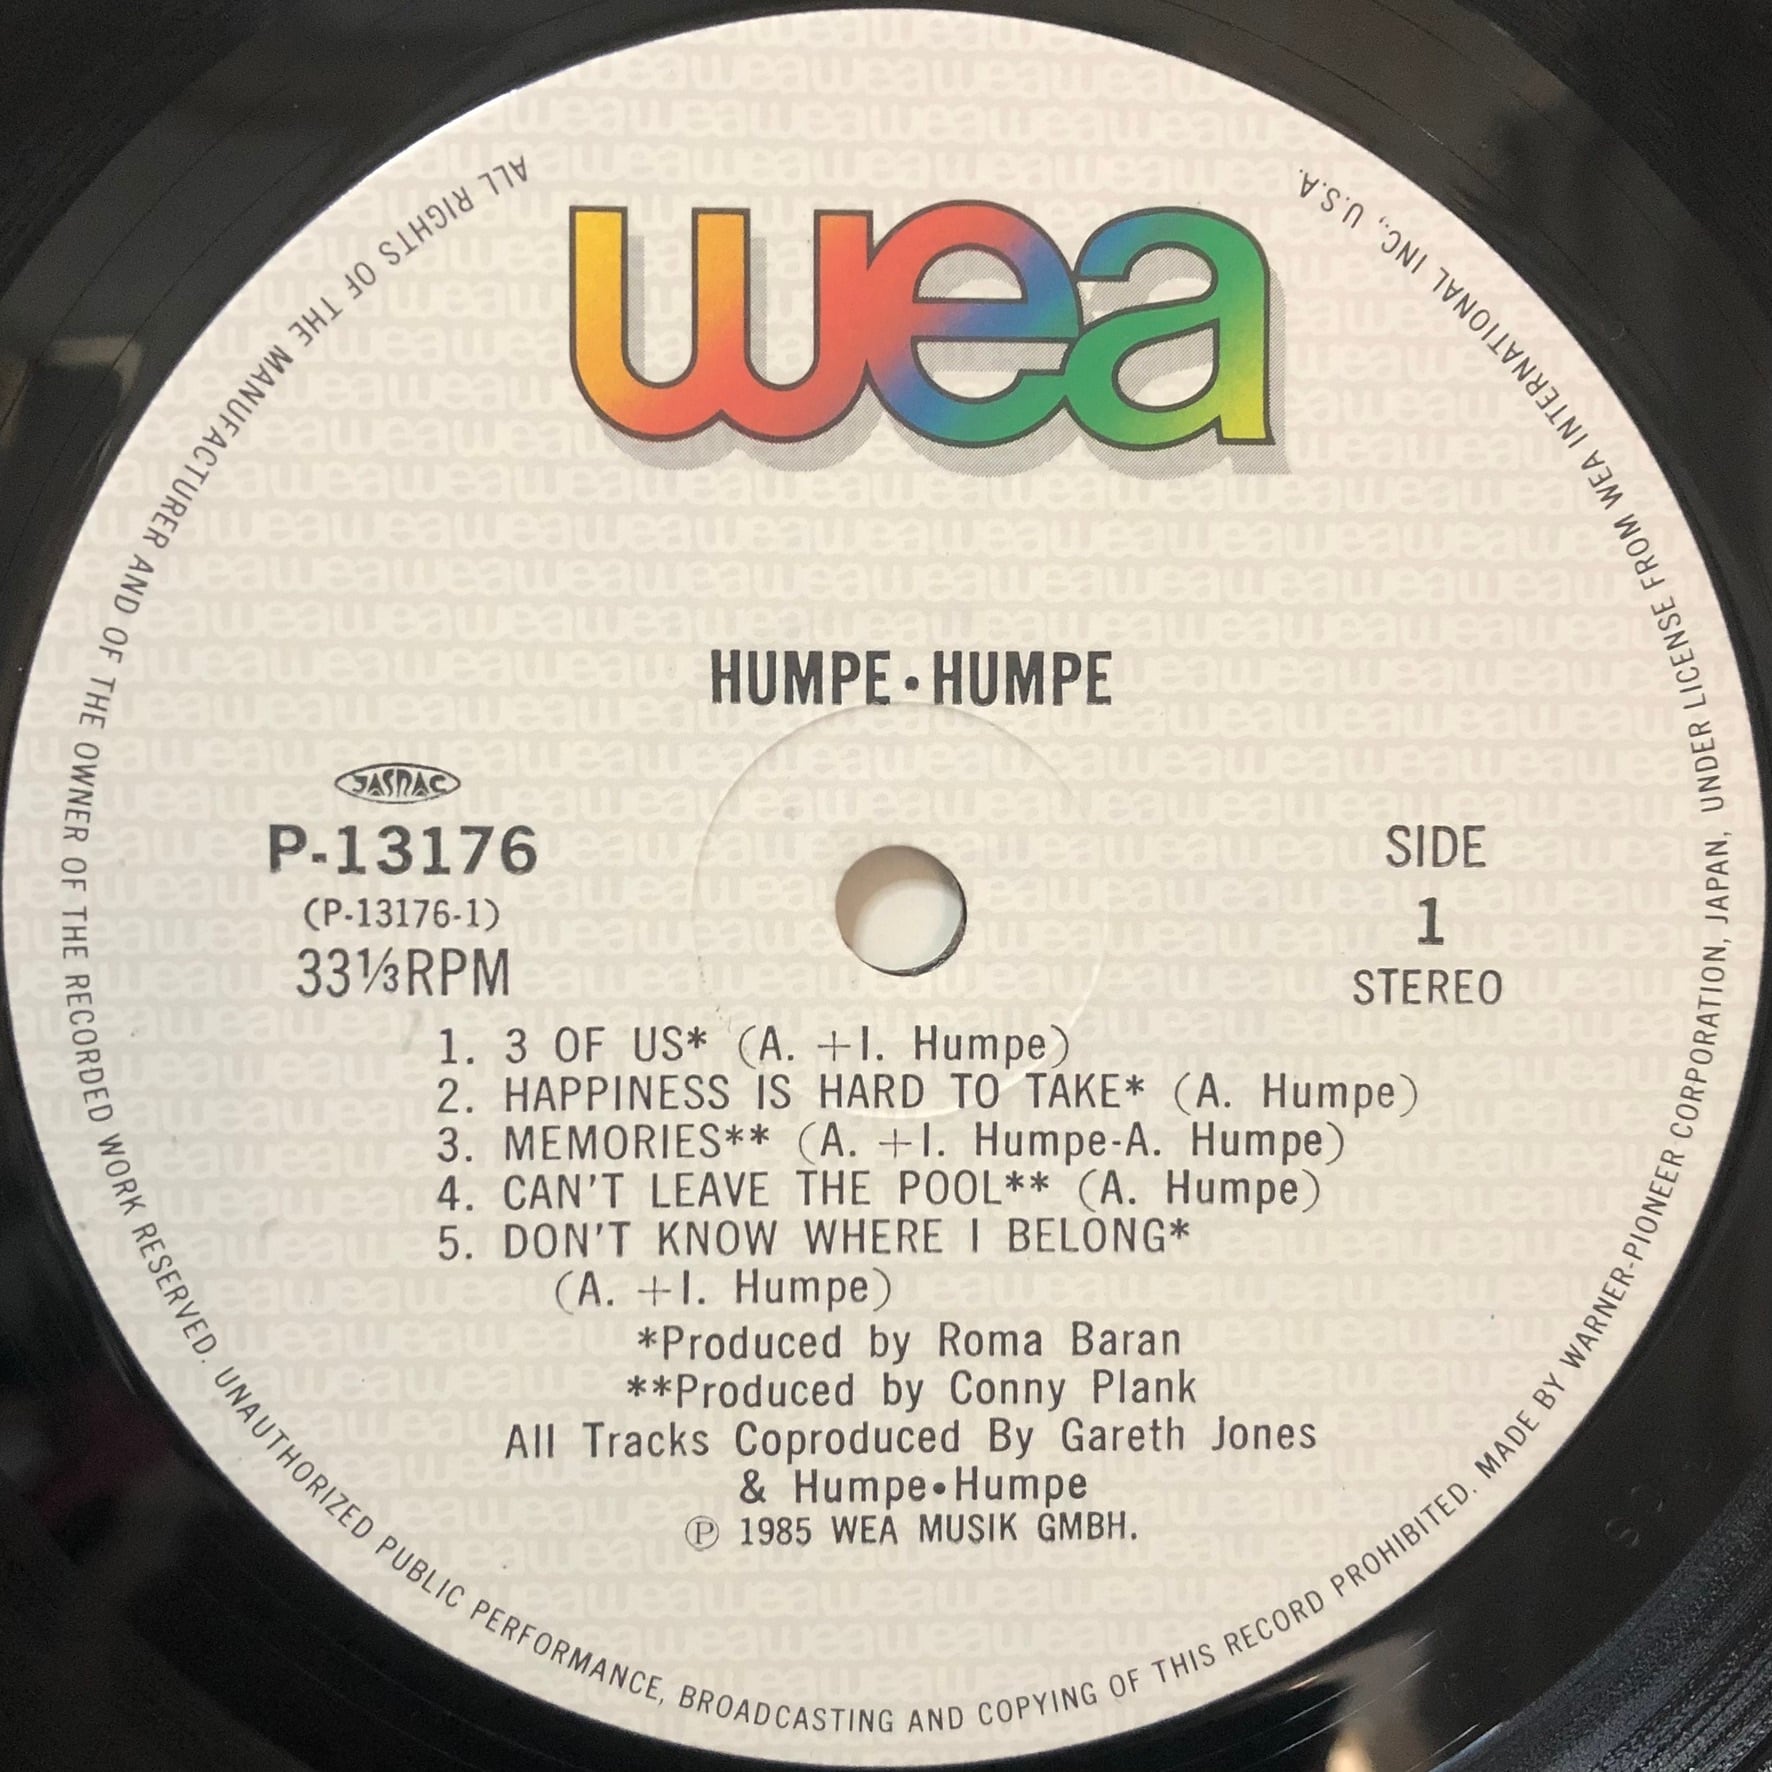 wea
HUMPE・HUMPE
JASRAC
P-13176
(P-13176-1)
33⅓RPM
SIDE
1
STEREO
1. 3 OF US* (A. +I. Humpe)
2. HAPPINESS IS HARD TO TAKE* (A. Humpe)
3. MEMORIES** (A. +I. Humpe-A. Humpe)
4. CAN'T LEAVE THE POOL** (A. Humpe)
5. DON'T KNOW WHERE I BELONG*
(A. +I. Humpe)
*Produced by Roma Baran
**Produced by Conny Plank
All Tracks Coproduced By Gareth Jones
& Humpe•Humpe
Ⓟ 1985 WEA MUSIK GMBH.
ALL RIGHTS OF THE MANUFACTURER AND OF THE OWNER OF THE RECORDED WORK RESERVED. UNAUTHORIZED PUBLIC PERFORMANCE, BROADCASTING AND COPYING OF THIS RECORD PROHIBITED. MADE BY WARNER-PIONEER CORPORATION, JAPAN, UNDER LICENSE FROM WEA INTERNATIONAL INC., U.S.A.